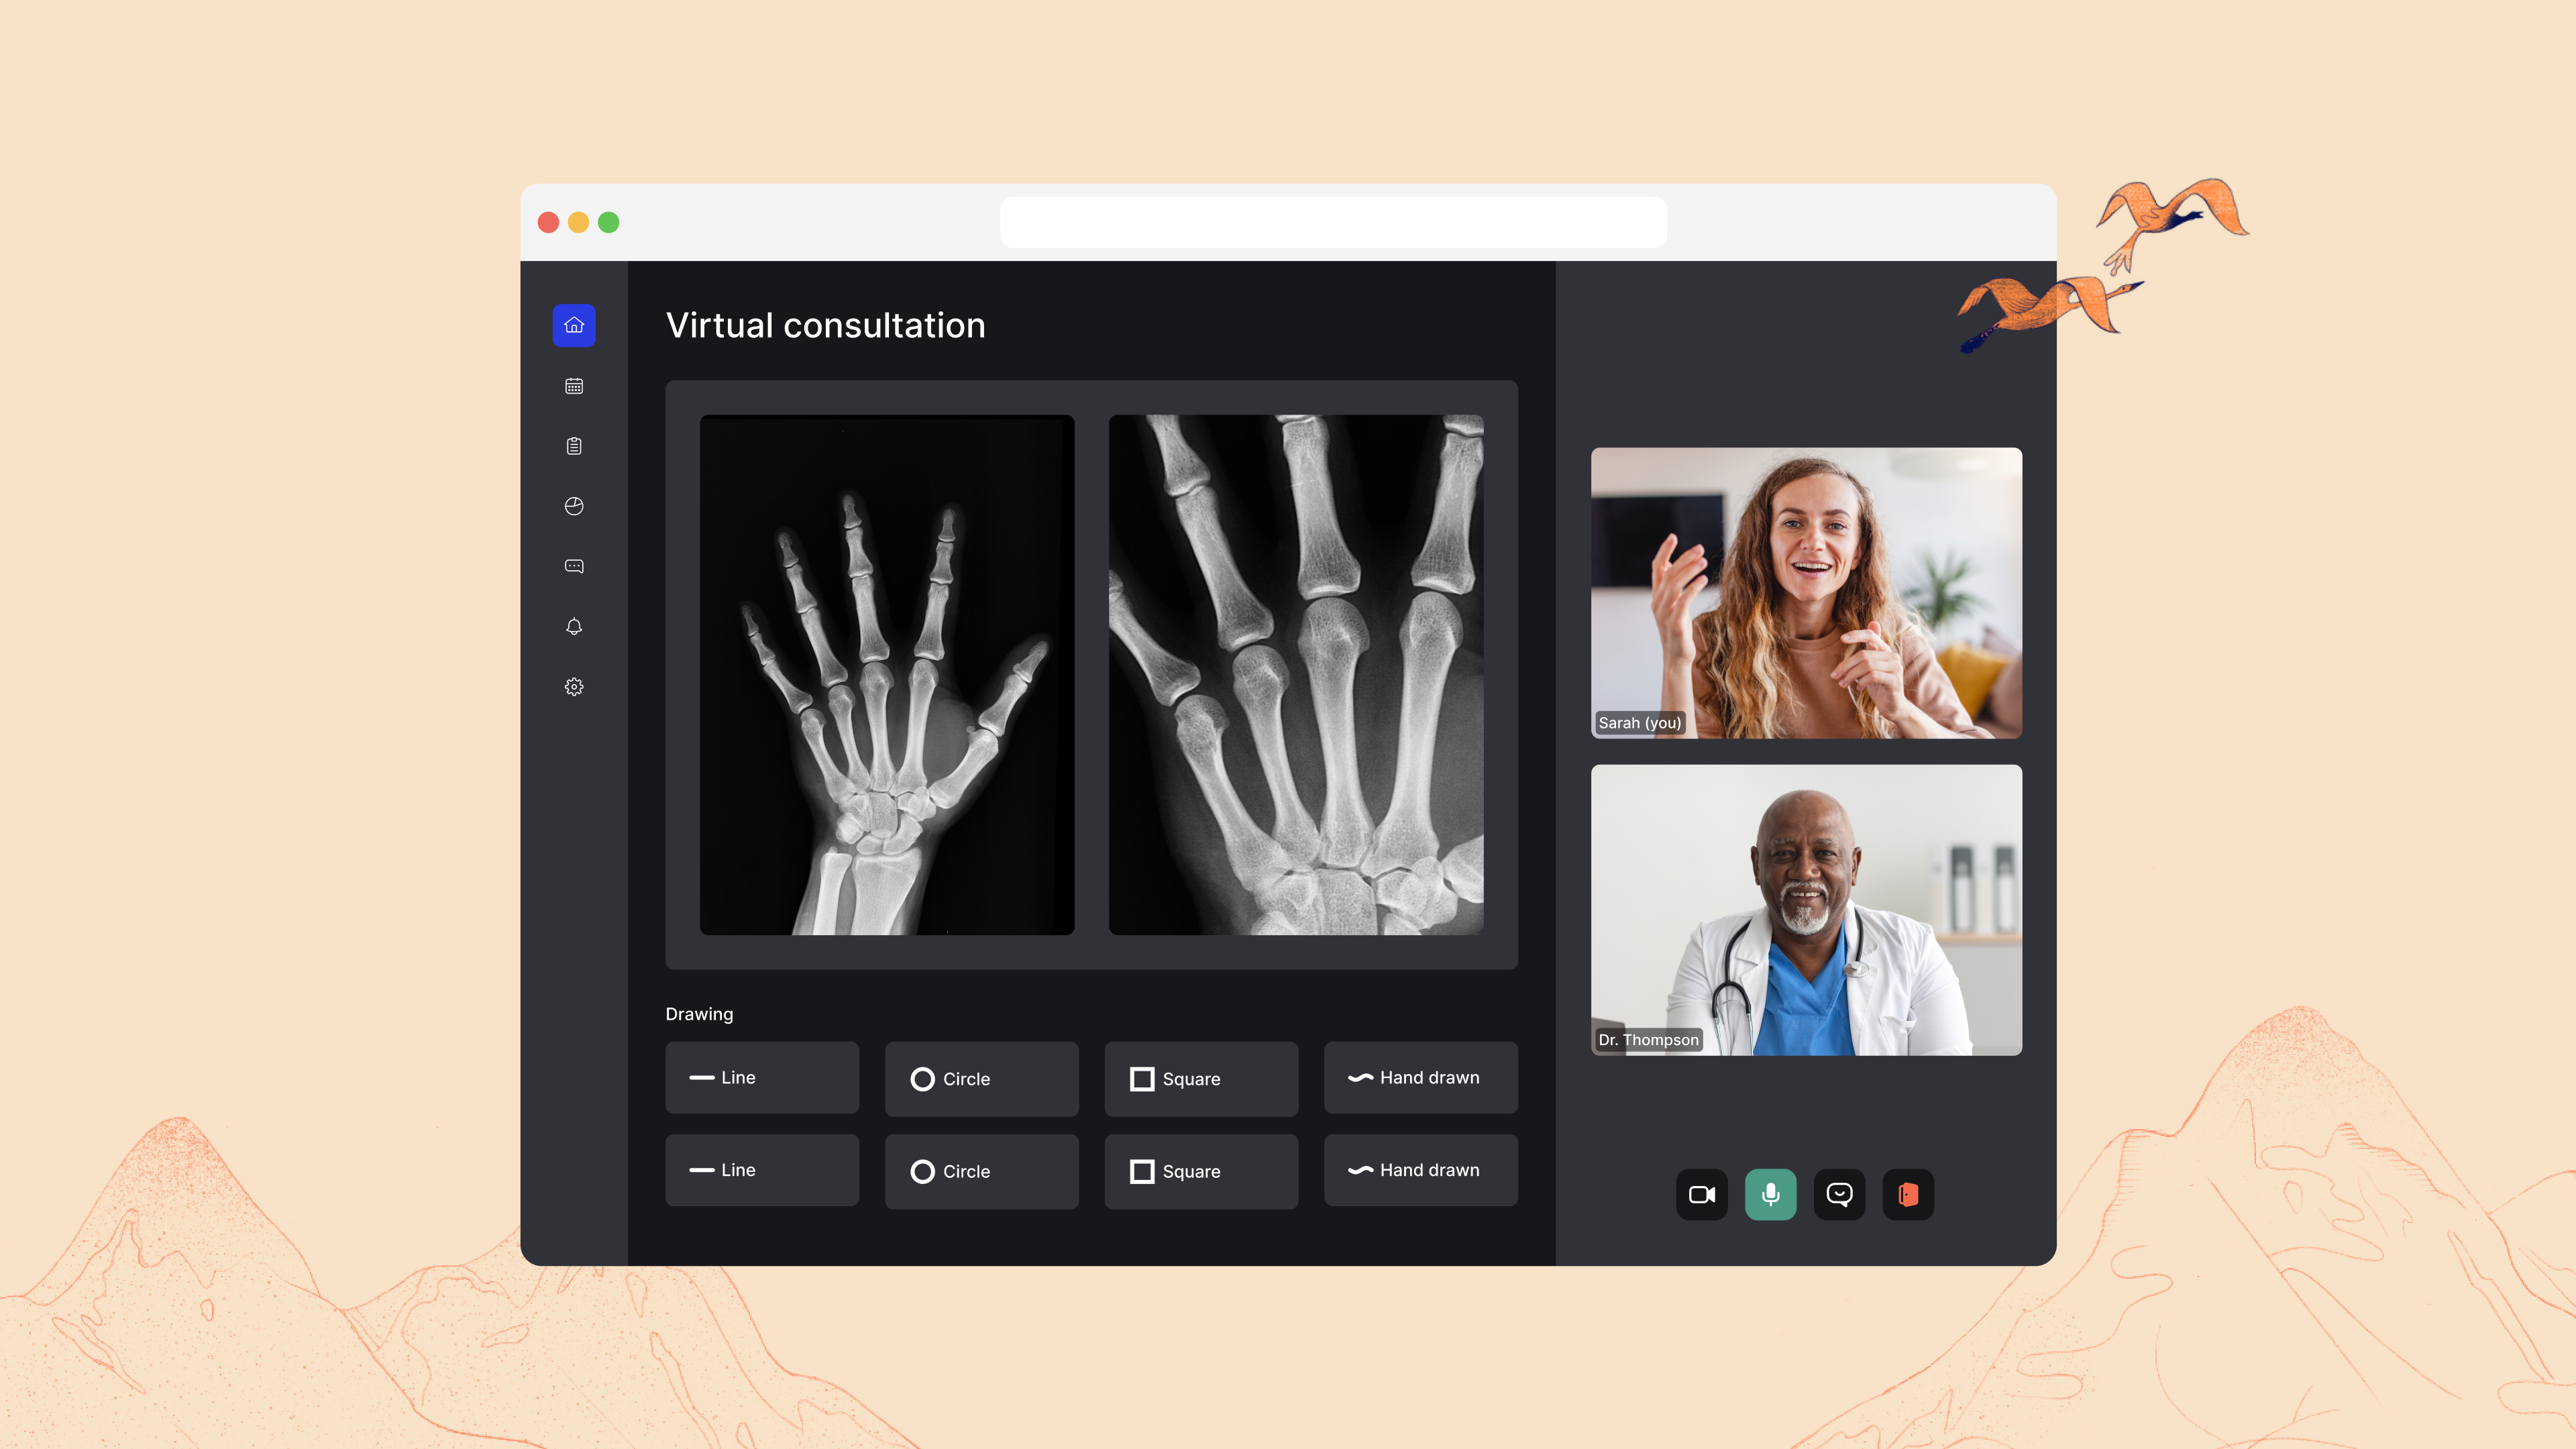 Virtual consultation
Sarah (you)
Dr. Thompson
Drawing
Line
Circle
Square
Hand drawn
Line
Circle
Square
Hand drawn